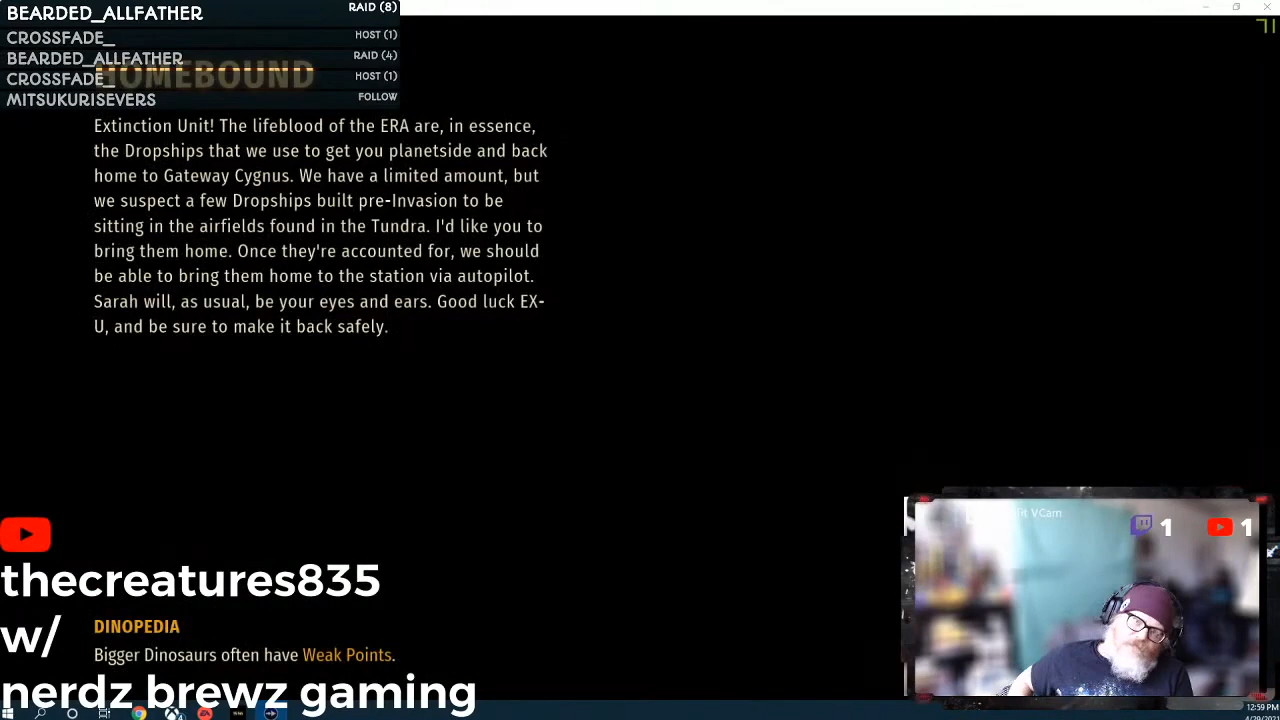 BEARDED_ALLFATHER RAID (8)
CROSSFADE_ HOST (1)
BEARDED_ALLFATHER RAID (4)
CROSSFADE_ HOST (1)
MITSUKURISEVERS FOLLOW
HOMEBOUND
Extinction Unit! The lifeblood of the ERA are, in essence,
the Dropships that we use to get you planetside and back
home to Gateway Cygnus. We have a limited amount, but
we suspect a few Dropships built pre-Invasion to be
sitting in the airfields found in the Tundra. I'd like you to
bring them home. Once they're accounted for, we should
be able to bring them home to the station via autopilot.
Sarah will, as usual, be your eyes and ears. Good luck EX-
U, and be sure to make it back safely.
VCam
1 1
thecreatures835
w/
DINOPEDIA
Bigger Dinosaurs often have Weak Points.
nerdz brewz gaming
12:59 PM